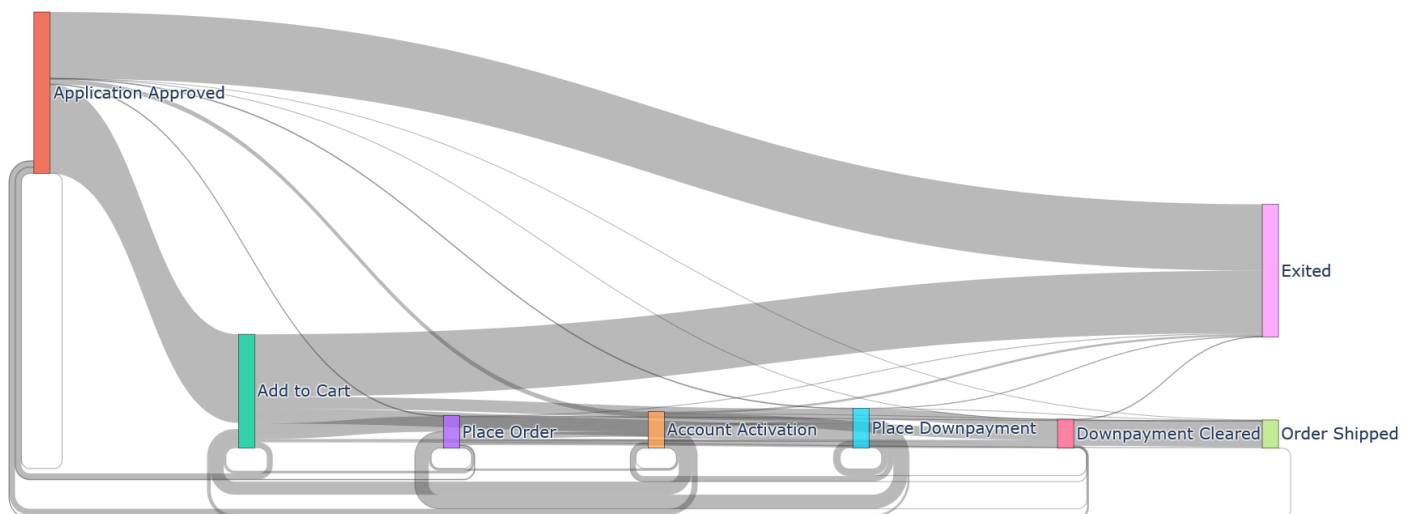 Application Approved
Exited
Add to Cart
Place Order
Account Activation
Place Downpayment
Downpayment Cleared
Order Shipped